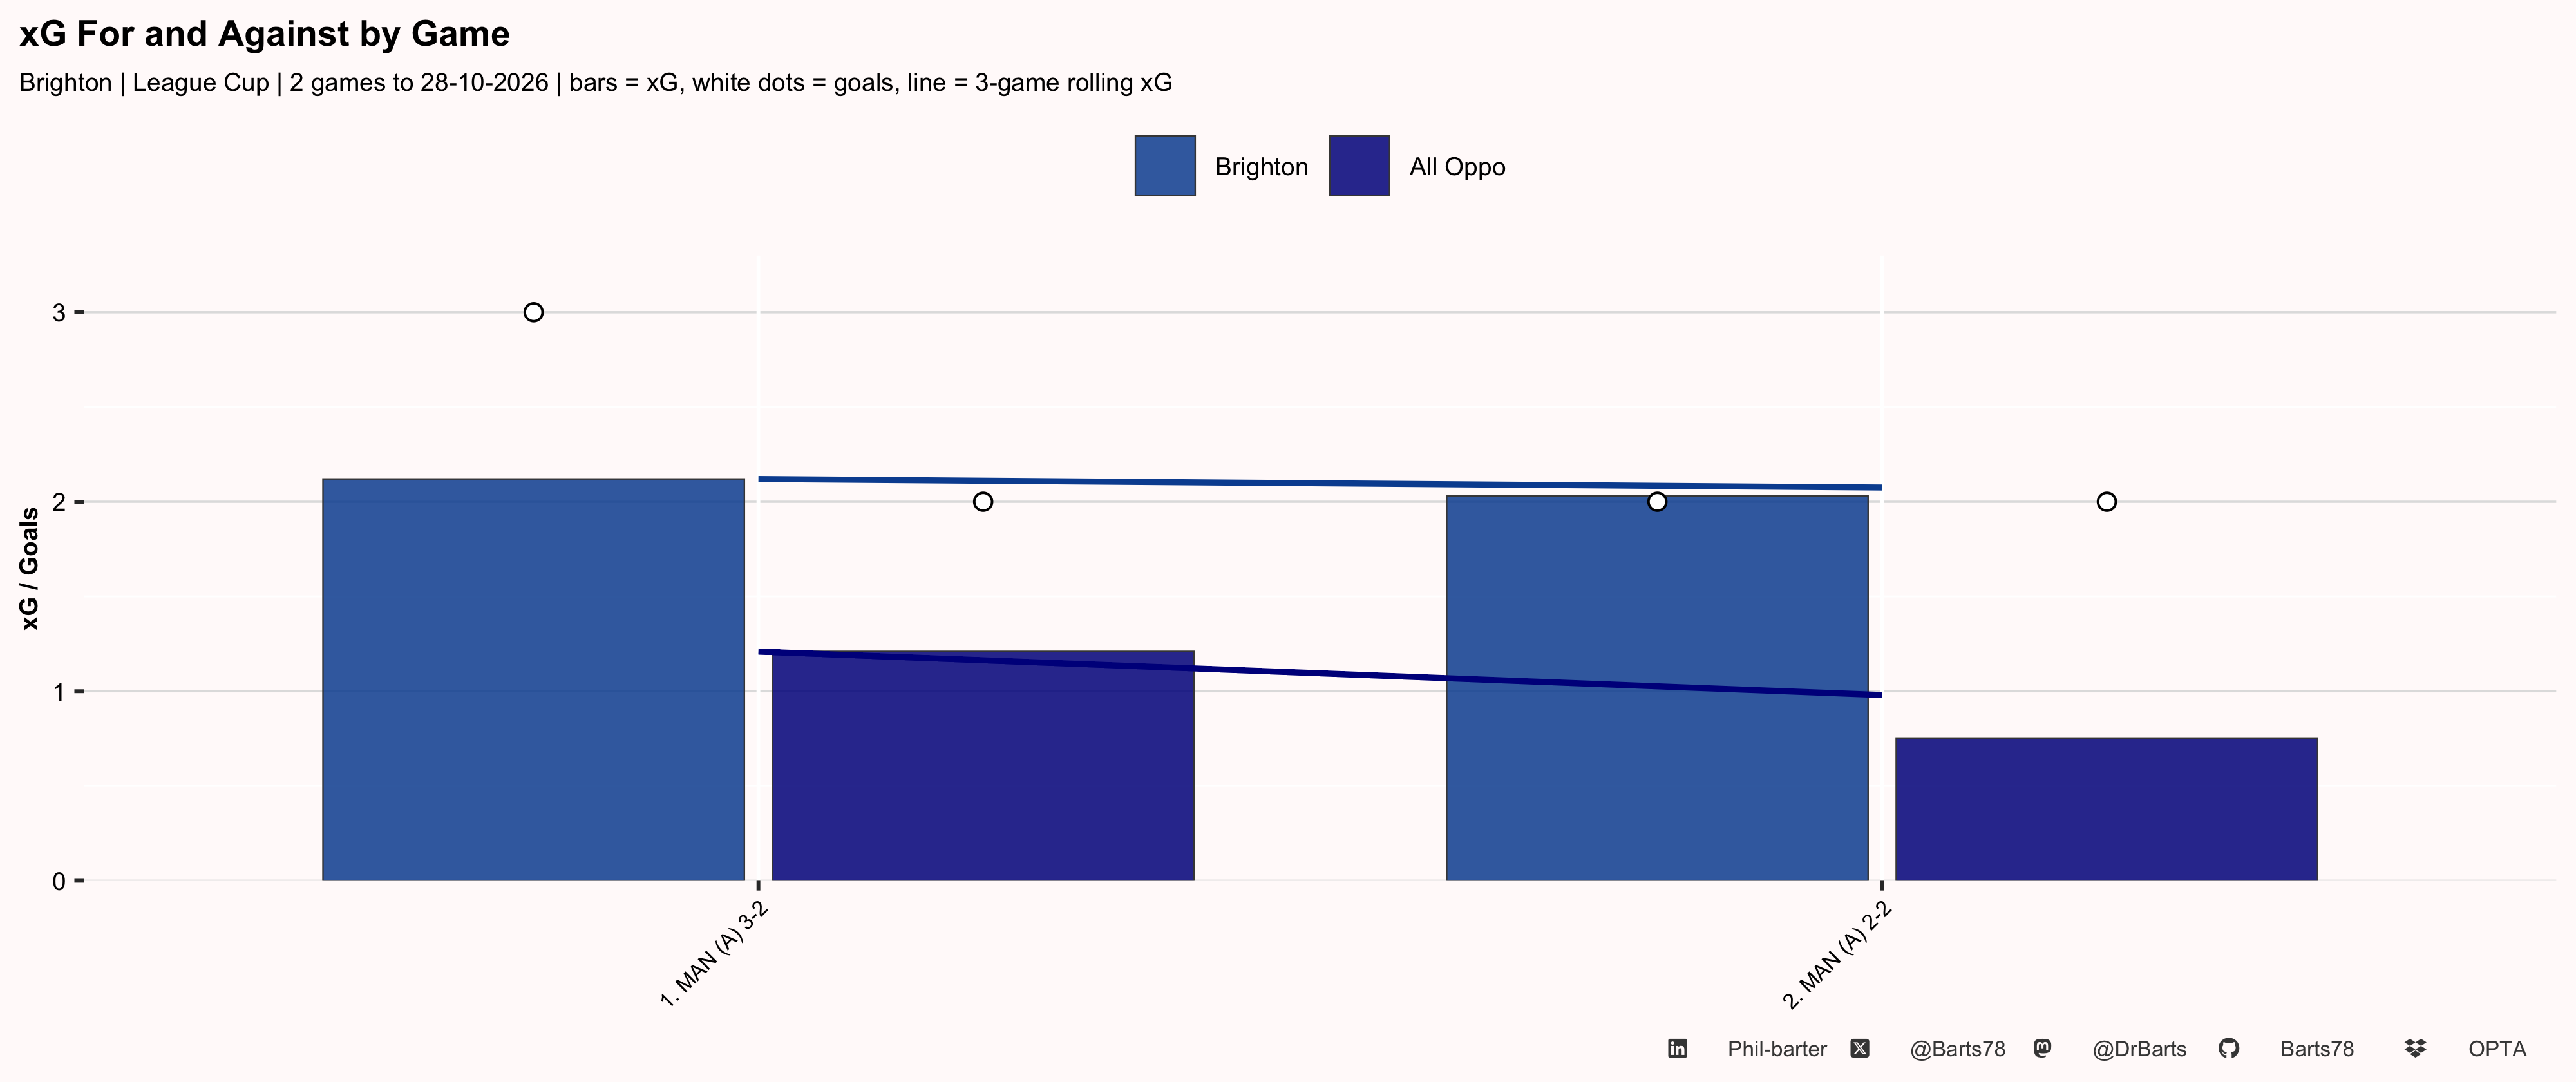 xG For and Against by Game
Brighton | League Cup | 2 games to 28-10-2026 | bars = xG, white dots = goals, line = 3-game rolling xG
Brighton
All Oppo
xG / Goals
3
2
1
0
1. MAN (A) 3-2
2. MAN (A) 2-2
Phil-barter @Barts78 @DrBarts Barts78 OPTA